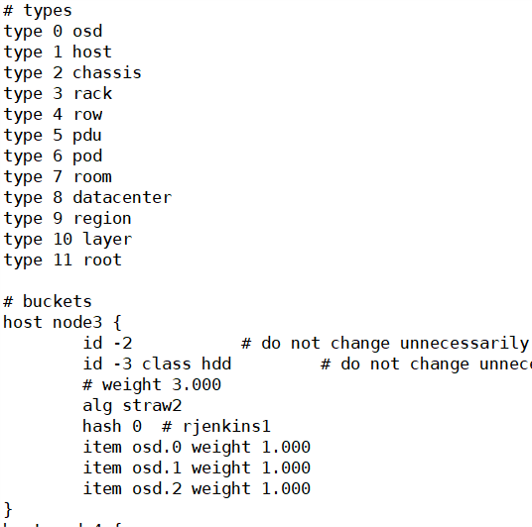 # types
type 0 osd
type 1 host
type 2 chassis
type 3 rack
type 4 row
type 5 pdu
type 6 pod
type 7 room
type 8 datacenter
type 9 region
type 10 layer
type 11 root
# buckets
host node3 {
id -2 # do not change unnecessarily
id -3 class hdd # do not change unnec
# weight 3.000
alg straw2
hash 0 # rjenkins1
item osd.0 weight 1.000
item osd.1 weight 1.000
item osd.2 weight 1.000
}